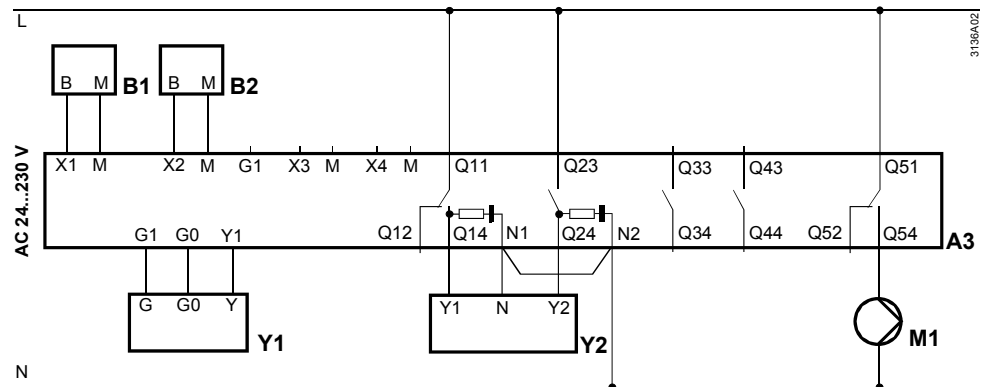 L
3136A02
B M B1 B M B2
AC 24...230 V
X1 M X2 M G1 X3 M X4 M Q11 Q23 Q33 Q43 Q51
G1 G0 Y1 Q12 Q14 N1 Q24 N2 Q34 Q44 Q52 Q54 A3
G G0 Y Y1 Y1 N Y2 Y2 M1
N